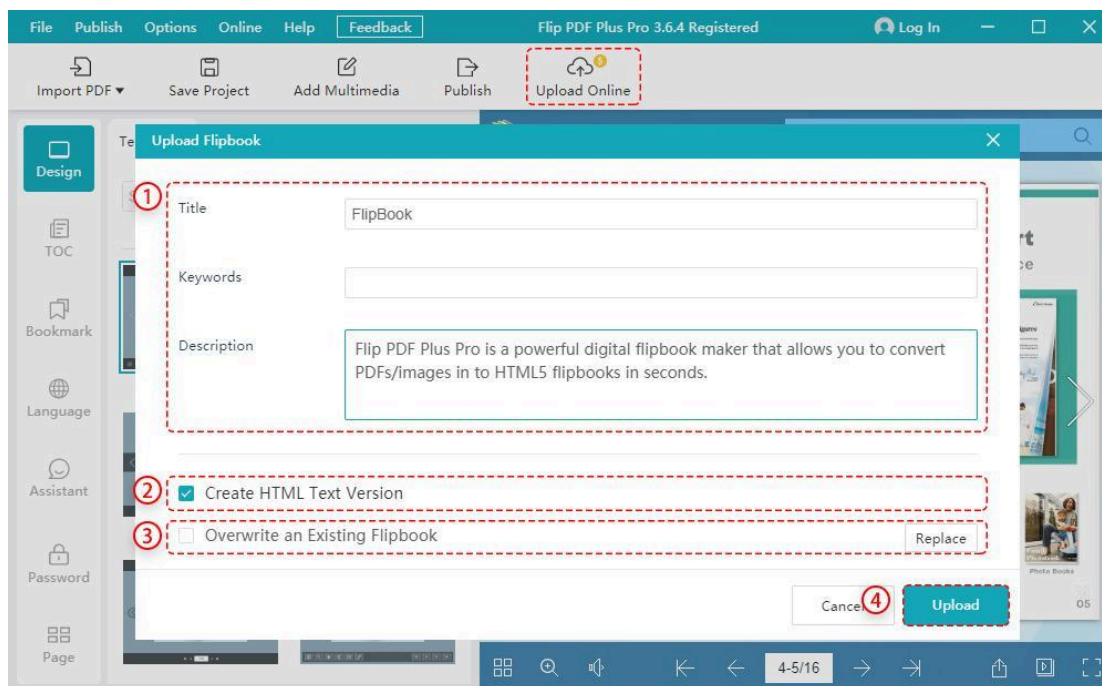 File Publish Options Online Help Feedback Flip PDF Plus Pro 3.6.4 Registered Log In
Import PDF Save Project Add Multimedia Publish Upload Online
Design
TOC
Bookmark
Language
Assistant
Password
Page
Te
Upload Flipbook
1
Title
FlipBook
Keywords
Description
Flip PDF Plus Pro is a powerful digital flipbook maker that allows you to convert
PDFs/images in to HTML5 flipbooks in seconds.
2 Create HTML Text Version
3 Overwrite an Existing Flipbook Replace
4 Upload
rt
ce
Photo Books
05
4-5/16